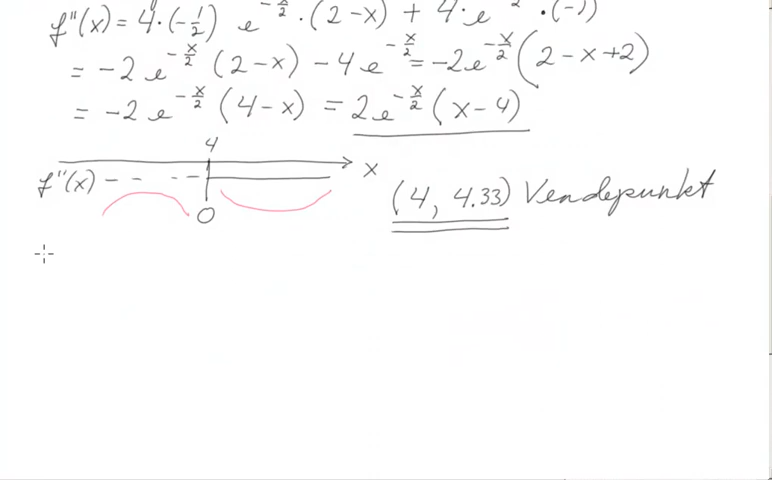 f''(x) = 4·(-1/2) e^(-x/2)·(2-x) + 4·e ·(-1)
= -2e^(-x/2) (2-x) - 4e^(-x/2) = -2e^(-x/2) (2-x+2)
= -2e^(-x/2) (4-x) = 2e^(-x/2) (x-4)
4
x
f''(x)
0
(4, 4.33) Vendepunkt